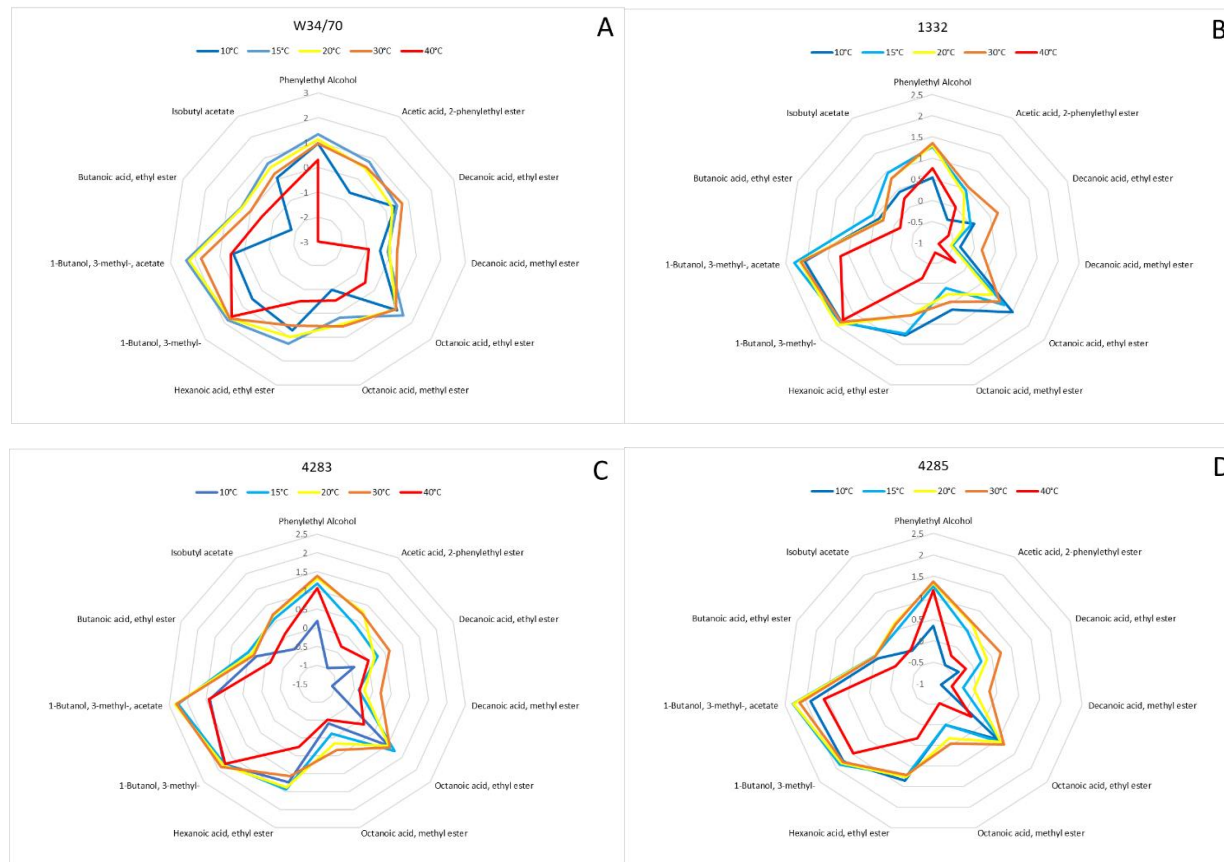 W34/70
A
10°C 15°C 20°C 30°C 40°C
Phenylethyl Alcohol
Acetic acid, 2-phenylethyl ester
Decanoic acid, ethyl ester
Decanoic acid, methyl ester
Octanoic acid, ethyl ester
Octanoic acid, methyl ester
Hexanoic acid, ethyl ester
1-Butanol, 3-methyl-
1-Butanol, 3-methyl-, acetate
Butanoic acid, ethyl ester
Isobutyl acetate
3
2
1
0
-1
-2
-3
1332
B
10°C 15°C 20°C 30°C 40°C
Phenylethyl Alcohol
Acetic acid, 2-phenylethyl ester
Decanoic acid, ethyl ester
Decanoic acid, methyl ester
Octanoic acid, ethyl ester
Octanoic acid, methyl ester
Hexanoic acid, ethyl ester
1-Butanol, 3-methyl-
1-Butanol, 3-methyl-, acetate
Butanoic acid, ethyl ester
Isobutyl acetate
2.5
2
1.5
1
0.5
0
-0.5
-1
4283
C
10°C 15°C 20°C 30°C 40°C
Phenylethyl Alcohol
Acetic acid, 2-phenylethyl ester
Decanoic acid, ethyl ester
Decanoic acid, methyl ester
Octanoic acid, ethyl ester
Octanoic acid, methyl ester
Hexanoic acid, ethyl ester
1-Butanol, 3-methyl-
1-Butanol, 3-methyl-, acetate
Butanoic acid, ethyl ester
Isobutyl acetate
2.5
2
1.5
1
0.5
0
-0.5
-1
-1.5
4285
D
10°C 15°C 20°C 30°C 40°C
Phenylethyl Alcohol
Acetic acid, 2-phenylethyl ester
Decanoic acid, ethyl ester
Decanoic acid, methyl ester
Octanoic acid, ethyl ester
Octanoic acid, methyl ester
Hexanoic acid, ethyl ester
1-Butanol, 3-methyl-
1-Butanol, 3-methyl-, acetate
Butanoic acid, ethyl ester
Isobutyl acetate
2.5
2
1.5
1
0.5
0
-0.5
-1